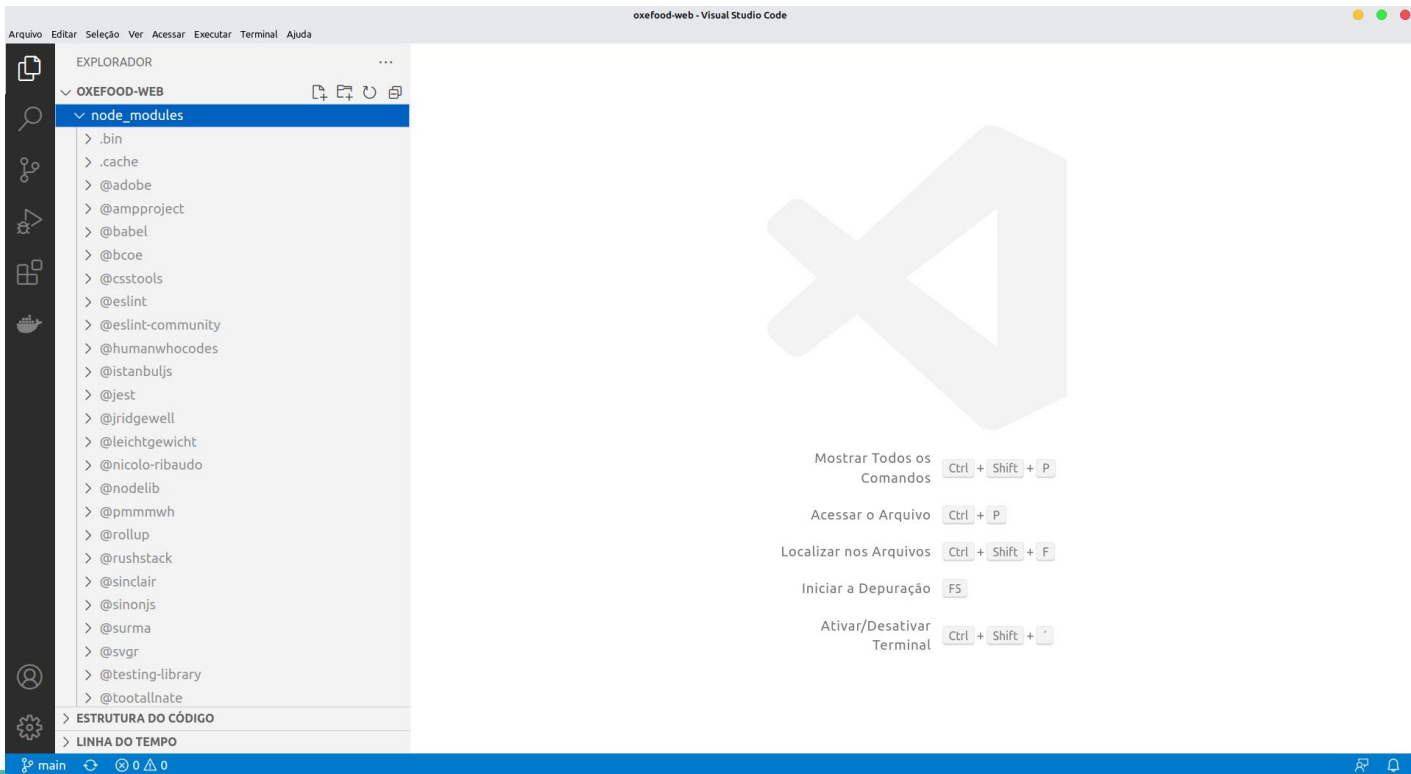 oxefood-web - Visual Studio Code
Arquivo Editar Seleção Ver Acessar Executar Terminal Ajuda
EXPLORADOR
OXEFOOD-WEB
node_modules
.bin
.cache
@adobe
@ampproject
@babel
@bcoe
@csstools
@eslint
@eslint-community
@humanwhocodes
@istanbuljs
@jest
@jridgewell
@leichtgewicht
@nicolo-ribaudo
@nodelib
@pmmmwh
@rollup
@rushstack
@sinclair
@sinonjs
@surma
@svgr
@testing-library
@tootallnate
ESTRUTURA DO CÓDIGO
LINHA DO TEMPO
Mostrar Todos os
Comandos
Ctrl + Shift + P
Acessar o Arquivo Ctrl + P
Localizar nos Arquivos Ctrl + Shift + F
Iniciar a Depuração F5
Ativar/Desativar
Terminal
Ctrl + Shift + ´
main 0 0